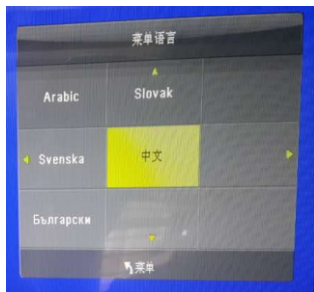 菜单语言
Arabic
Slovak
Svenska
中文
Български
菜单